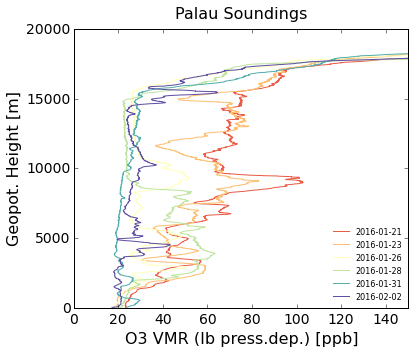 Palau Soundings
Geopot. Height [m]
20000
15000
10000
5000
0
0 20 40 60 80 100 120 140
O3 VMR (lb press.dep.) [ppb]
2016-01-21
2016-01-23
2016-01-26
2016-01-28
2016-01-31
2016-02-02